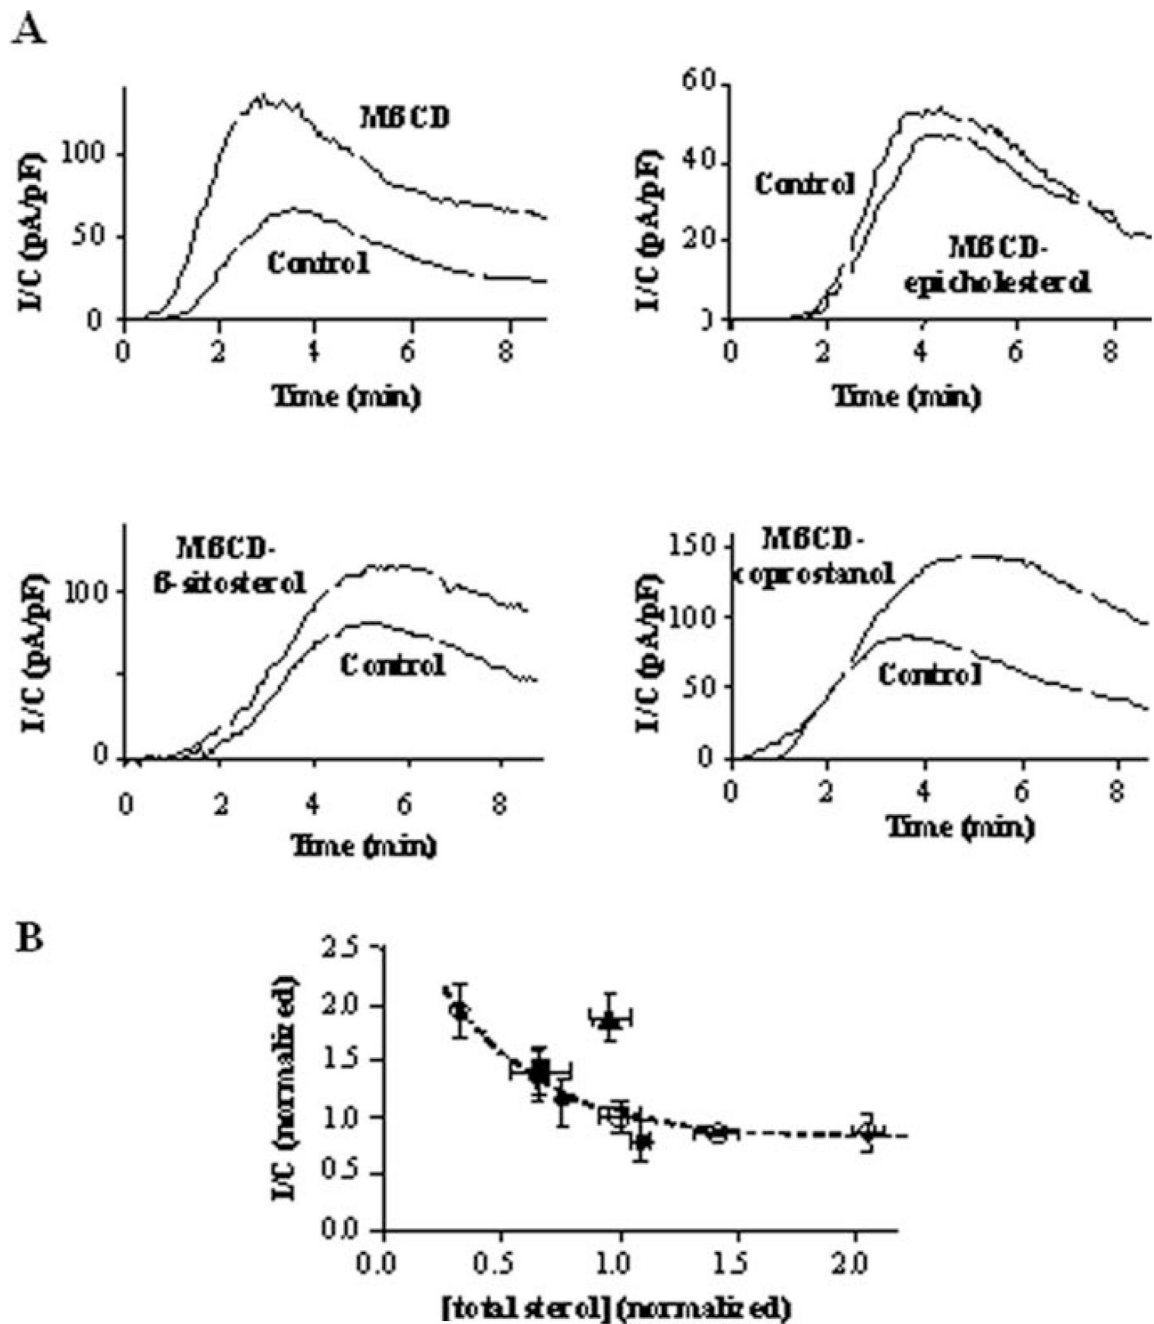 A
MβCD
Control
I/C (pA/pF)
100
50
0
0 2 4 6 8
Time (min)
60
40
20
0
Control
MβCD-
epicholesterol
I/C (pA/pF)
0 2 4 6 8
Time (min)
MβCD-
β-sitosterol
Control
I/C (pA/pF)
100
0
0 2 4 6 8
Time (min)
MβCD-
coprostanol
Control
I/C (pA/pF)
150
100
50
0
0 2 4 6 8
Time (min)
B
I/C (normalized)
2.5
2.0
1.5
1.0
0.5
0.0
0.0 0.5 1.0 1.5 2.0
[total sterol] (normalized)